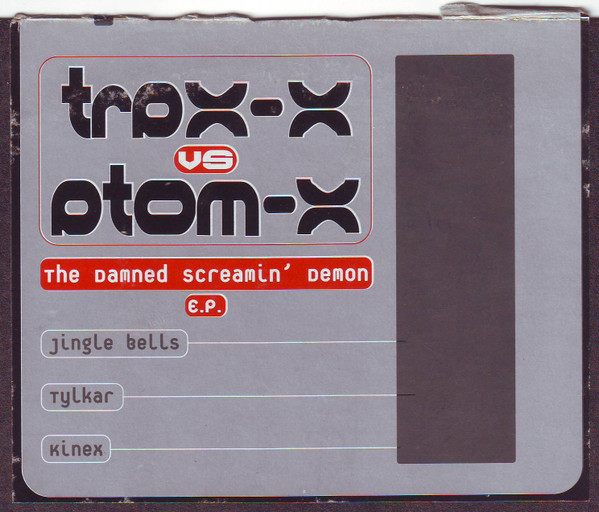 trax-x
vs
atom-x
The Damned Screamin' Demon
E.P.
Jingle Bells
Tylkar
Kinex